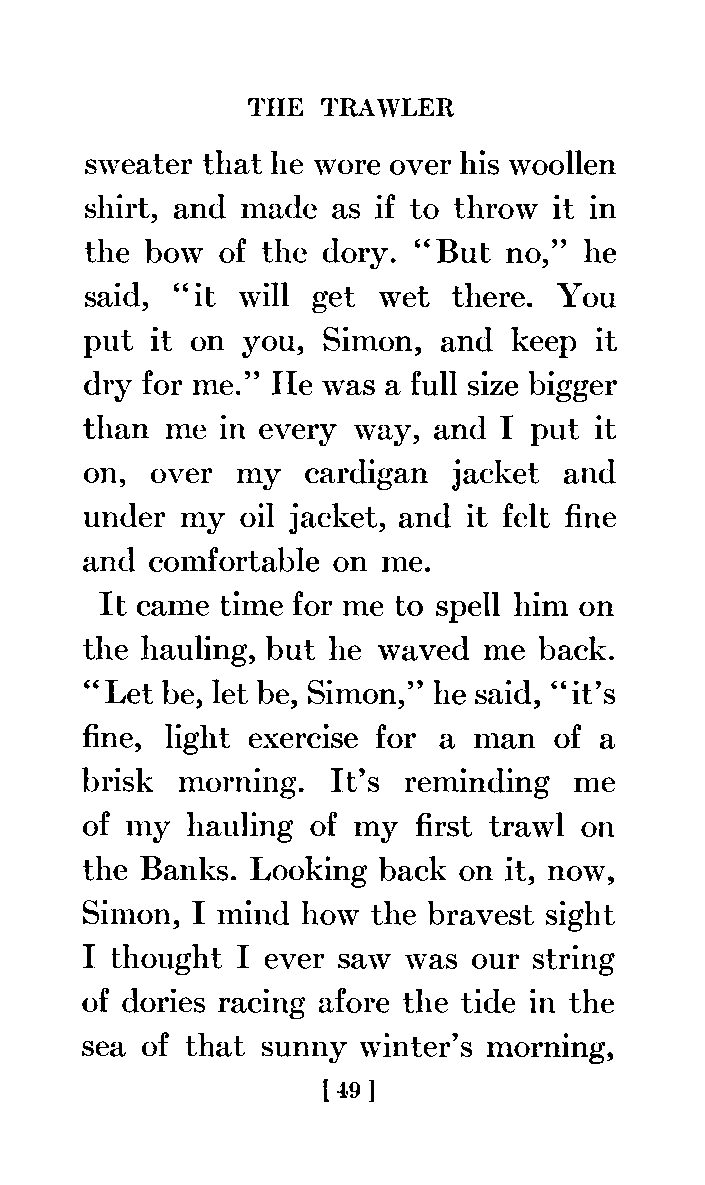 THE TRAWLER
sweater that he wore over his woollen
shirt, and made as if to throw it in
the bow of the dory. “But no,” he
said, “it will get wet there. You
put it on you, Simon, and keep it
dry for me.” He was a full size bigger
than me in every way, and I put it
on, over my cardigan jacket and
under my oil jacket, and it felt fine
and comfortable on me.
It came time for me to spell him on
the hauling, but he waved me back.
“Let be, let be, Simon,” he said, “it’s
fine, light exercise for a man of a
brisk morning. It’s reminding me
of my hauling of my first trawl on
the Banks. Looking back on it, now,
Simon, I mind how the bravest sight
I thought I ever saw was our string
of dories racing afore the tide in the
sea of that sunny winter’s morning,
[ 49 ]